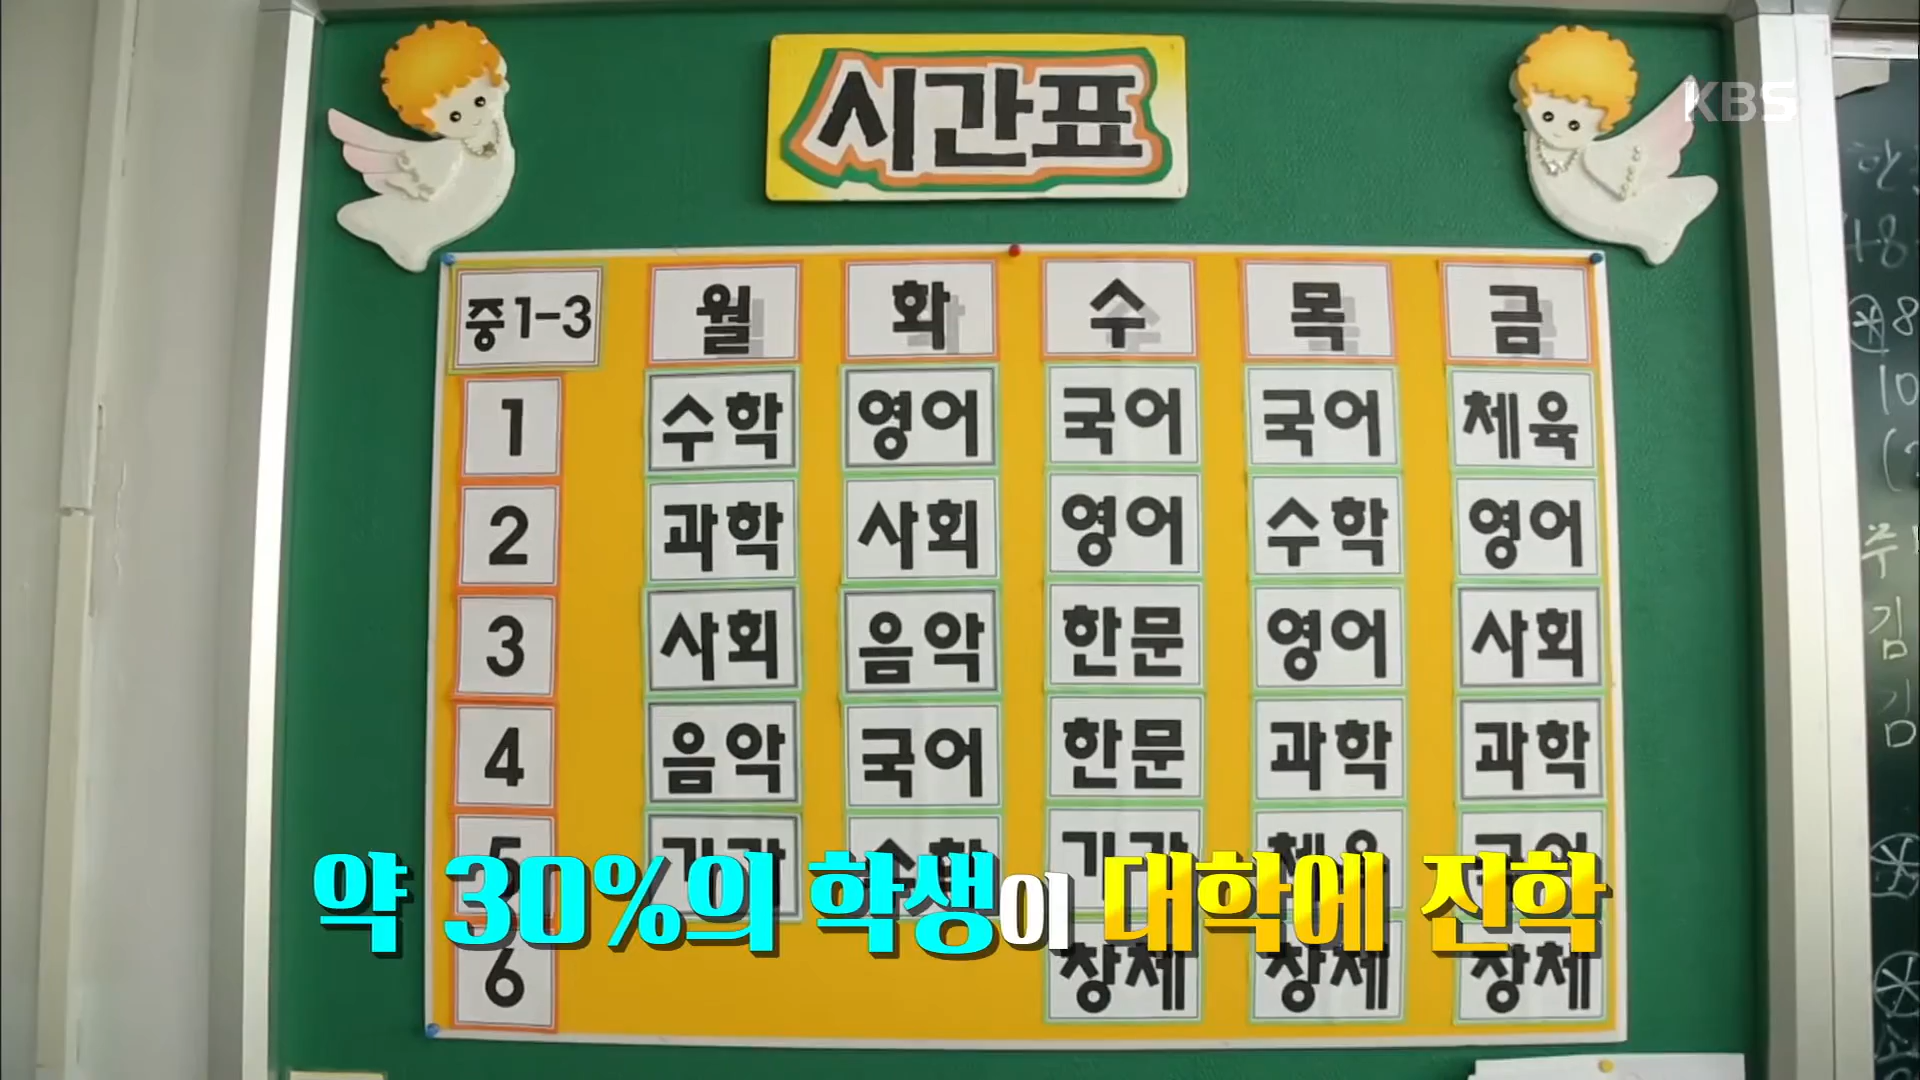 시간표
KBS
중1-3 월 화 수 목 금
1 수학 영어 국어 국어 체육
2 과학 사회 영어 수학 영어
3 사회 음악 한문 영어 사회
4 음악 국어 한문 과학 과학
5
약 30%의 학생이 대학에 진학
6 창체 창체 창체